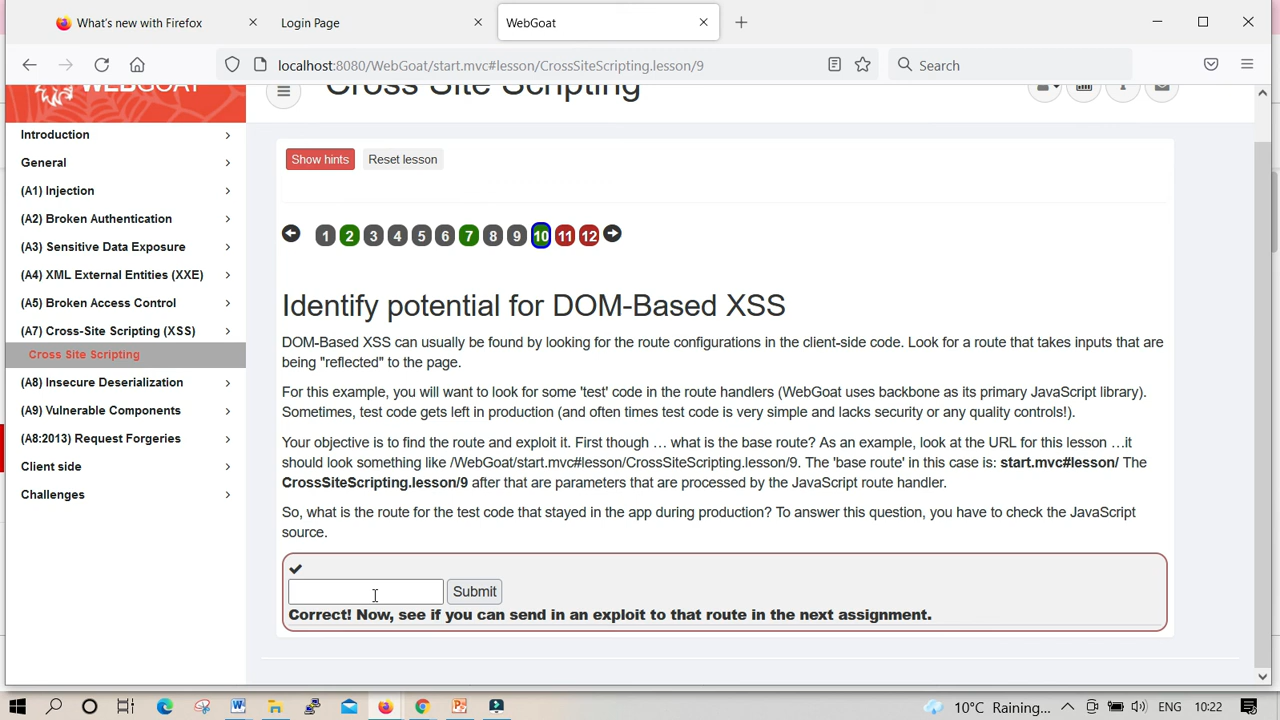 What's new with Firefox
Login Page
WebGoat
localhost:8080/WebGoat/start.mvc#lesson/CrossSiteScripting.lesson/9
Search
WEBGOAT
Cross Site Scripting
Introduction
General
(A1) Injection
(A2) Broken Authentication
(A3) Sensitive Data Exposure
(A4) XML External Entities (XXE)
(A5) Broken Access Control
(A7) Cross-Site Scripting (XSS)
Cross Site Scripting
(A8) Insecure Deserialization
(A9) Vulnerable Components
(A8:2013) Request Forgeries
Client side
Challenges
Show hints Reset lesson
1 2 3 4 5 6 7 8 9 10 11 12
Identify potential for DOM-Based XSS
DOM-Based XSS can usually be found by looking for the route configurations in the client-side code. Look for a route that takes inputs that are
being "reflected" to the page.
For this example, you will want to look for some 'test' code in the route handlers (WebGoat uses backbone as its primary JavaScript library).
Sometimes, test code gets left in production (and often times test code is very simple and lacks security or any quality controls!).
Your objective is to find the route and exploit it. First though … what is the base route? As an example, look at the URL for this lesson …it
should look something like /WebGoat/start.mvc#lesson/CrossSiteScripting.lesson/9. The 'base route' in this case is: start.mvc#lesson/ The
CrossSiteScripting.lesson/9 after that are parameters that are processed by the JavaScript route handler.
So, what is the route for the test code that stayed in the app during production? To answer this question, you have to check the JavaScript
source.
Submit
Correct! Now, see if you can send in an exploit to that route in the next assignment.
10°C Raining... ENG 10:22